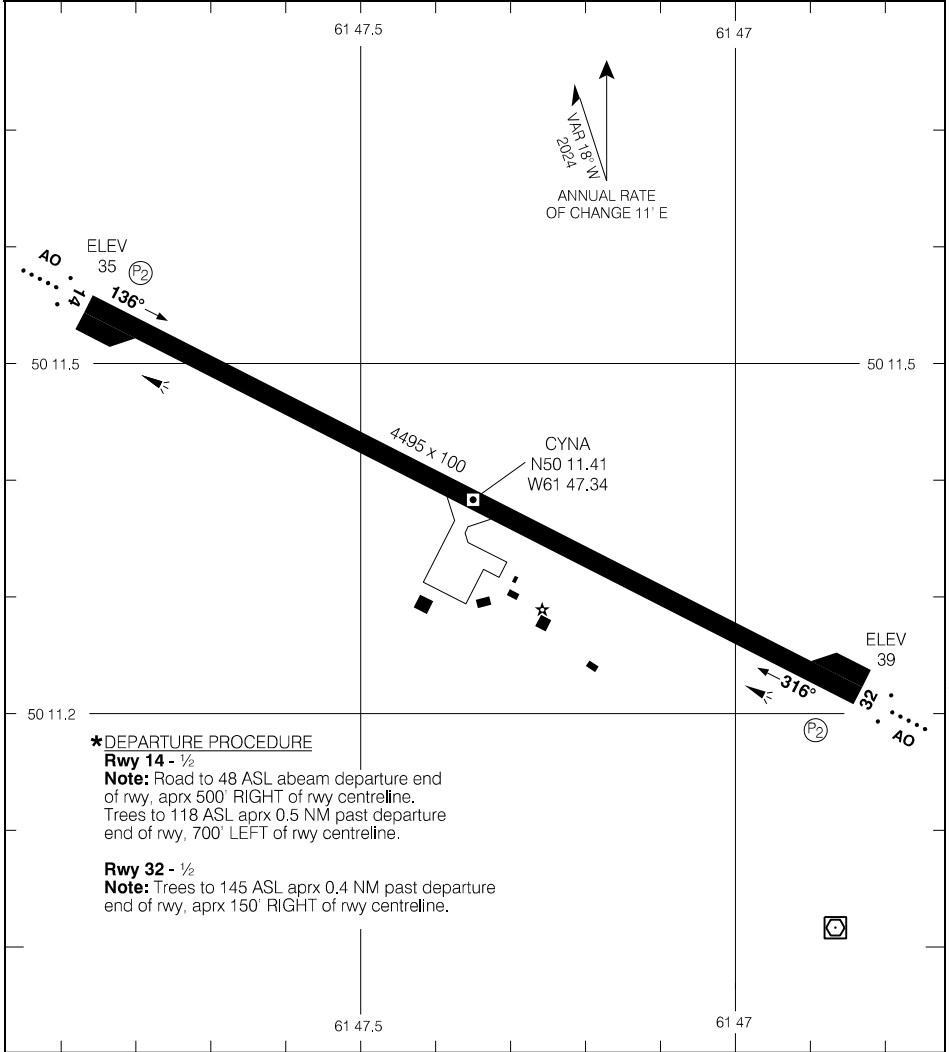 61 47.5
61 47
VAR 18° W
2024
ANNUAL RATE
OF CHANGE 11' E
AO
ELEV
35
P2
14
136°
50 11.5
50 11.5
4495 x 100
CYNA
N50 11.41
W61 47.34
ELEV
39
316°
32
50 11.2
P2
AO
*DEPARTURE PROCEDURE
Rwy 14 - ½
Note: Road to 48 ASL abeam departure end
of rwy, aprx 500' RIGHT of rwy centreline.
Trees to 118 ASL aprx 0.5 NM past departure
end of rwy, 700' LEFT of rwy centreline.
Rwy 32 - ½
Note: Trees to 145 ASL aprx 0.4 NM past departure
end of rwy, aprx 150' RIGHT of rwy centreline.
61 47.5
61 47